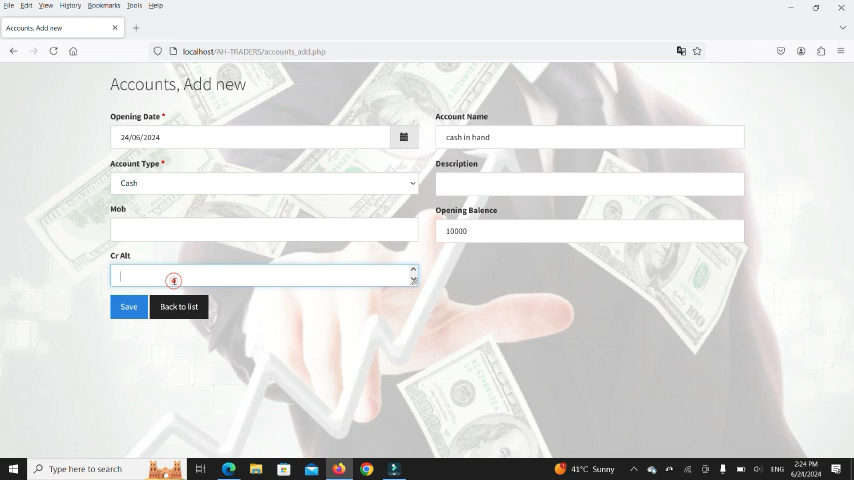 File Edit View History Bookmarks Tools Help
Accounts, Add new
localhost/AH-TRADERS/accounts_add.php
Accounts, Add new
Opening Date *
Account Name
24/06/2024
cash in hand
Account Type *
Description
Cash
Mob
Opening Balence
10000
Cr Alt
Save
Back to list
Type here to search
41°C Sunny
ENG
2:24 PM
6/24/2024